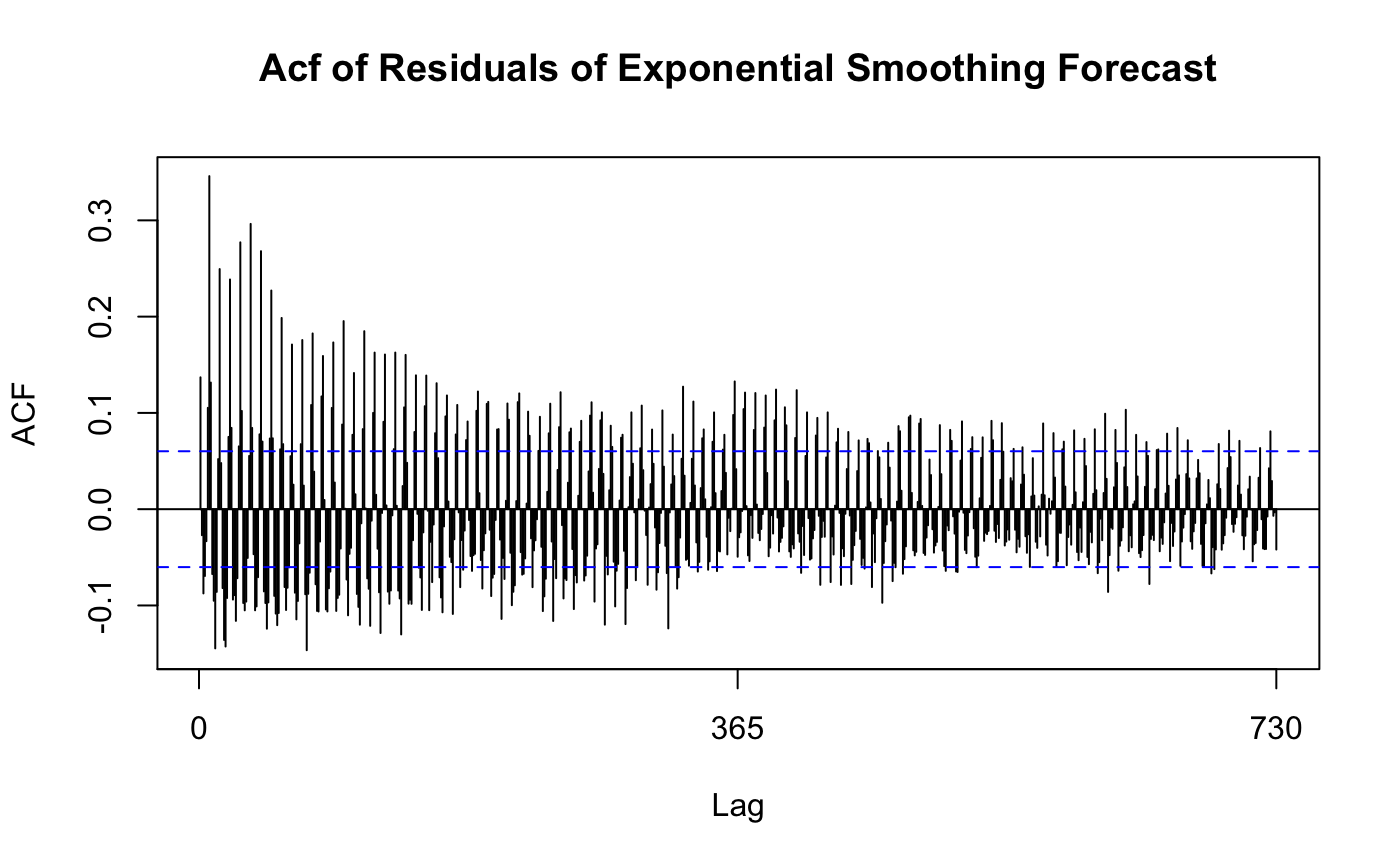 Acf of Residuals of Exponential Smoothing Forecast
ACF
0.3
0.2
0.1
0.0
-0.1
0 365 730
Lag